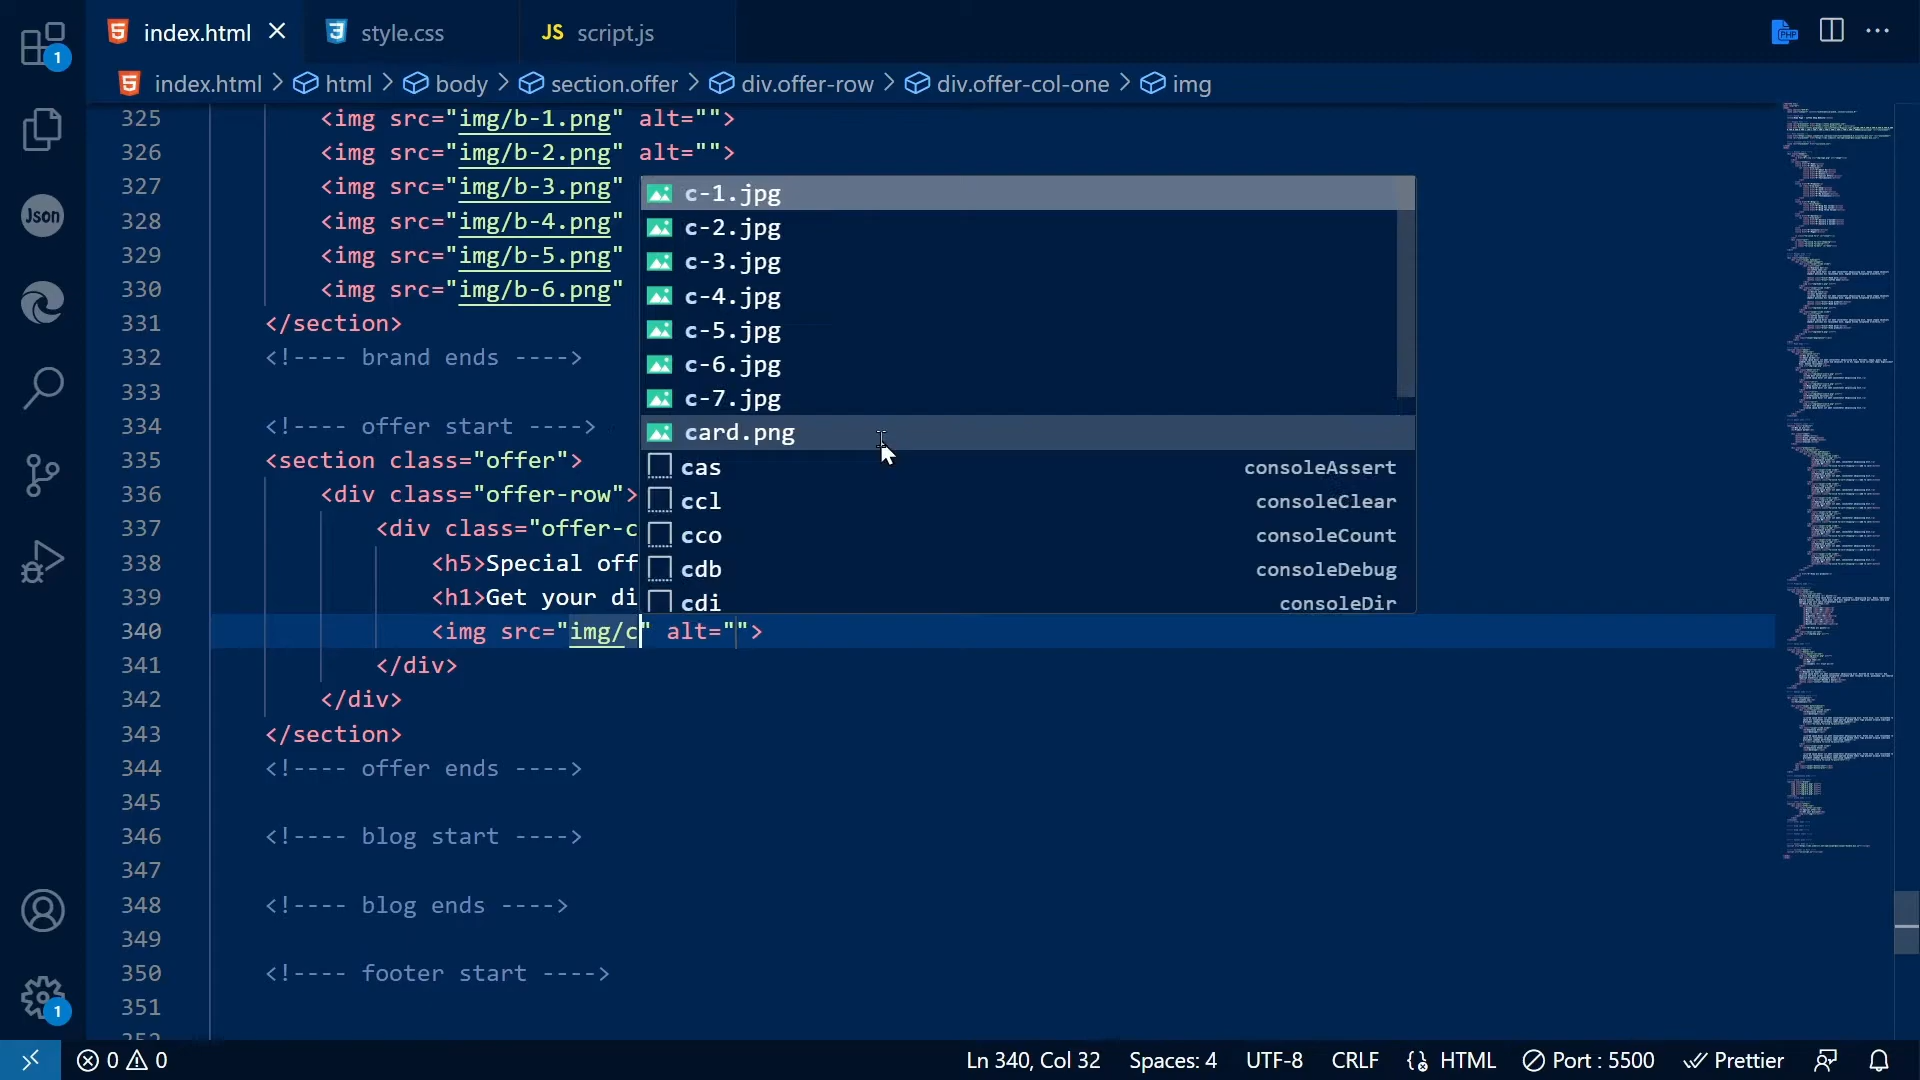 index.html
style.css
JS script.js
index.html > html > body > section.offer > div.offer-row > div.offer-col-one > img
325 <img src="img/b-1.png" alt="">
326 <img src="img/b-2.png" alt="">
327 <img src="img/b-3.png"
328 <img src="img/b-4.png"
329 <img src="img/b-5.png"
330 <img src="img/b-6.png"
331 </section>
332 <!---- brand ends ---->
333
334 <!---- offer start ---->
335 <section class="offer">
336 <div class="offer-row">
337 <div class="offer-c
338 <h5>Special off
339 <h1>Get your di
340 <img src="img/c" alt="">
341 </div>
342 </div>
343 </section>
344 <!---- offer ends ---->
345
346 <!---- blog start ---->
347
348 <!---- blog ends ---->
349
350 <!---- footer start ---->
351
c-1.jpg
c-2.jpg
c-3.jpg
c-4.jpg
c-5.jpg
c-6.jpg
c-7.jpg
card.png
cas consoleAssert
ccl consoleClear
cco consoleCount
cdb consoleDebug
cdi consoleDir
1
Json
1
PHP
0 0
Ln 340, Col 32 Spaces: 4 UTF-8 CRLF HTML Port : 5500 Prettier